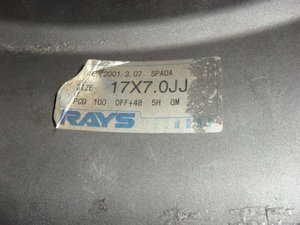 2001.3.07 SPADA
SIZE 17X7.0JJ
PCD 100 OFF+48 5H GM
RAYS